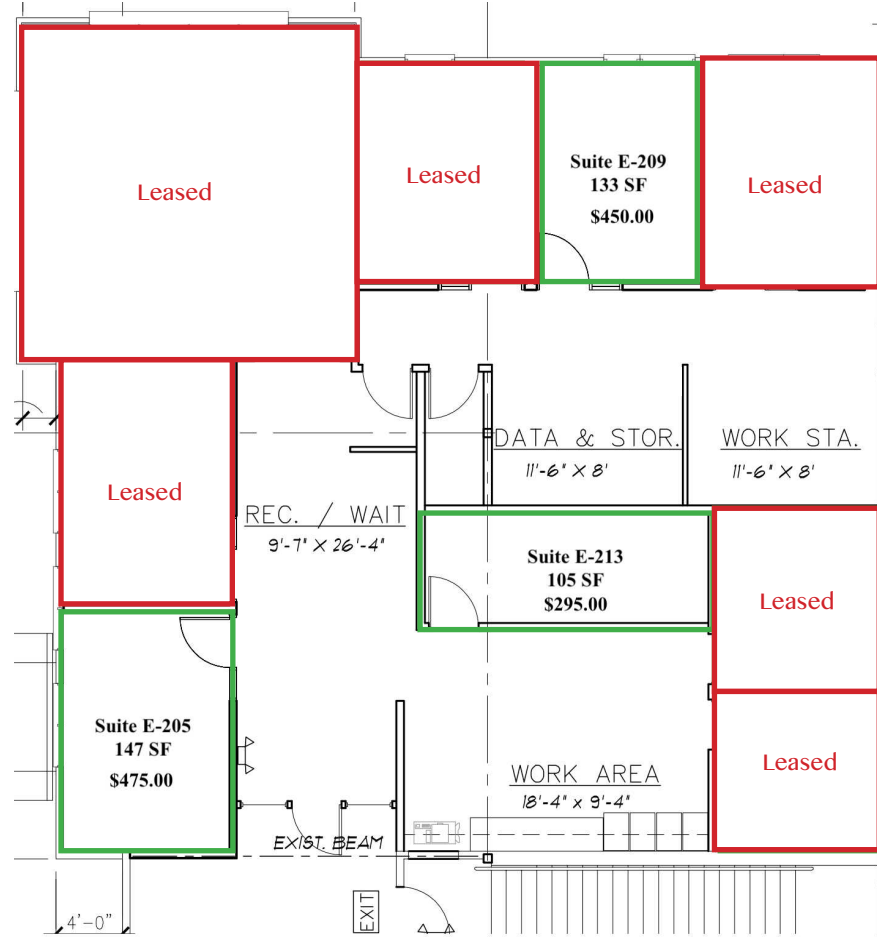 Leased
Leased
Suite E-209
133 SF
$450.00
Leased
DATA & STOR.
11'-6" X 8'
WORK STA.
11'-6" X 8'
Leased
REC. / WAIT
9'-7" X 26'-4"
Suite E-213
105 SF
$295.00
Leased
Suite E-205
147 SF
$475.00
WORK AREA
18'-4" x 9'-4"
Leased
EXIST. BEAM
EXIT
4'-0"